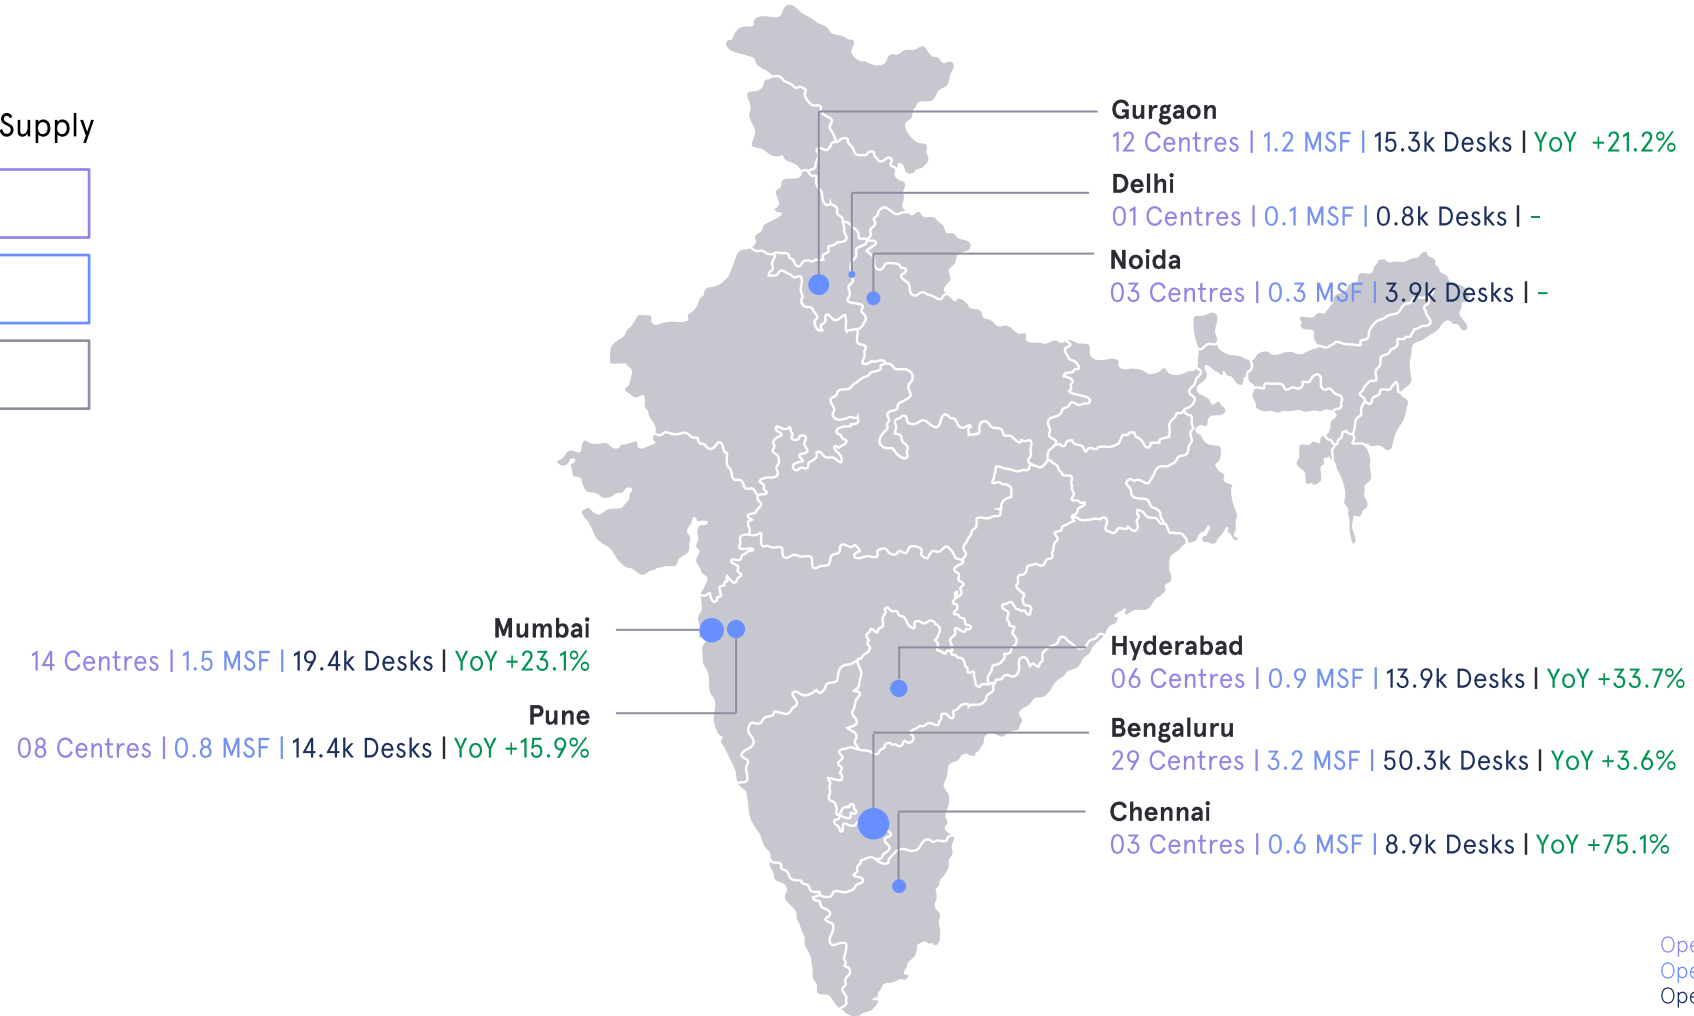 Supply
Gurgaon
12 Centres | 1.2 MSF | 15.3k Desks | YoY +21.2%
Delhi
01 Centres | 0.1 MSF | 0.8k Desks | -
Noida
03 Centres | 0.3 MSF | 3.9k Desks | -
Mumbai
14 Centres | 1.5 MSF | 19.4k Desks | YoY +23.1%
Pune
08 Centres | 0.8 MSF | 14.4k Desks | YoY +15.9%
Hyderabad
06 Centres | 0.9 MSF | 13.9k Desks | YoY +33.7%
Bengaluru
29 Centres | 3.2 MSF | 50.3k Desks | YoY +3.6%
Chennai
03 Centres | 0.6 MSF | 8.9k Desks | YoY +75.1%
Ope
Ope
Ope